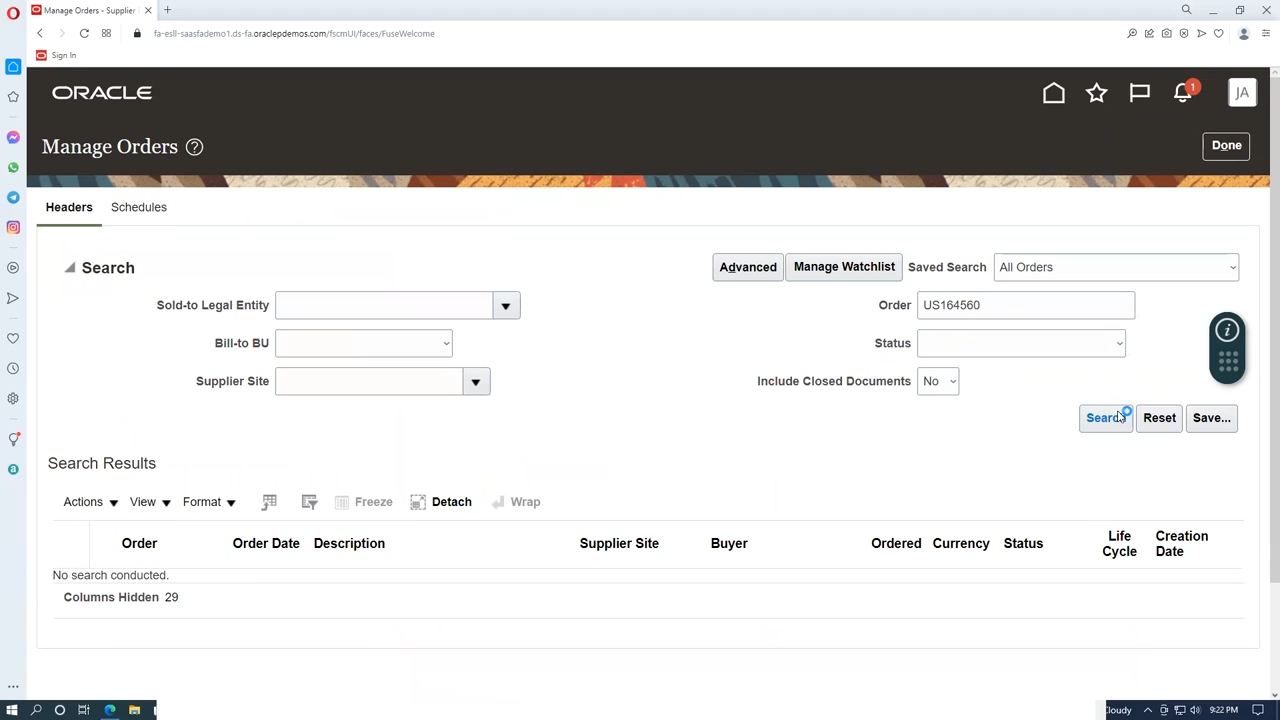 Manage Orders - Supplier
fa-esll-saasfademo1.ds-fa.oraclepdemos.com/fscmUI/faces/FuseWelcome
Sign In
ORACLE
1
JA
Manage Orders
Done
Headers
Schedules
Search
Advanced
Manage Watchlist
Saved Search
All Orders
Sold-to Legal Entity
Order
US164560
Bill-to BU
Status
Supplier Site
Include Closed Documents
No
Search
Reset
Save...
Search Results
Actions
View
Format
Freeze
Detach
Wrap
Order
Order Date
Description
Supplier Site
Buyer
Ordered
Currency
Status
Life Cycle
Creation Date
No search conducted.
Columns Hidden 29
Cloudy
9:22 PM